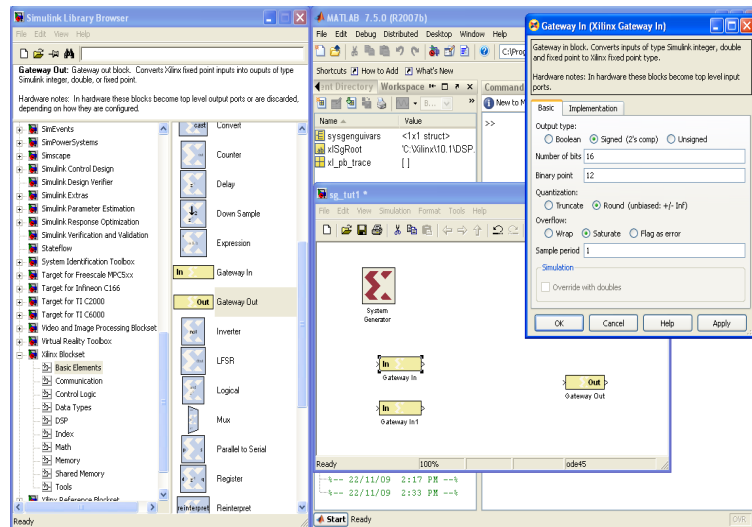 Simulink Library Browser
File Edit View Help
Gateway Out: Gateway out block. Converts Xilinx fixed point inputs into ouputs of type
Simulink integer, double, or fixed point.
Hardware notes: In hardware these blocks become top level output ports or are discarded,
depending on how they are configured.
SimEvents
SimPowerSystems
Simscape
Simulink Control Design
Simulink Design Verifier
Simulink Extras
Simulink Parameter Estimation
Simulink Response Optimization
Simulink Verification and Validation
Stateflow
System Identification Toolbox
Target for Freescale MPC5xx
Target for Infineon C166
Target for TI C2000
Target for TI C6000
Video and Image Processing Blockset
Virtual Reality Toolbox
Xilinx Blockset
Basic Elements
Communication
Control Logic
Data Types
DSP
Index
Math
Memory
Shared Memory
Tools
Xilinx Reference Blockset
Ready
cast Convert
Counter
Delay
Down Sample
Expression
In Gateway In
Out Gateway Out
Inverter
LFSR
Logical
Mux
Parallel to Serial
Register
reinterpret Reinterpret
MATLAB 7.5.0 (R2007b)
File Edit Debug Distributed Desktop Window Help
C:\Prog
Shortcuts How to Add What's New
ent Directory Workspace
B...
Name Value
sysgenguivars <1x1 struct>
xlSgRoot 'C:\Xilinx\10.1\DSP.
xl_pb_trace [ ]
Command
New to M
>>
sg_tut1 *
File Edit View Simulation Format Tools Help
System
Generator
In
Gateway In
In
Gateway In1
Out
Gateway Out
Ready 100% ode45
%-- 22/11/09 2:17 PM --%
%-- 22/11/09 2:33 PM --%
Start Ready
OVR
Gateway In (Xilinx Gateway In)
Gateway in block. Converts inputs of type Simulink integer, double
and fixed point to Xilinx fixed point type.
Hardware notes: In hardware these blocks become top level input
ports.
Basic Implementation
Output type:
Boolean Signed (2's comp) Unsigned
Number of bits 16
Binary point 12
Quantization:
Truncate Round (unbiased: +/- Inf)
Overflow:
Wrap Saturate Flag as error
Sample period 1
Simulation
Override with doubles
OK Cancel Help Apply